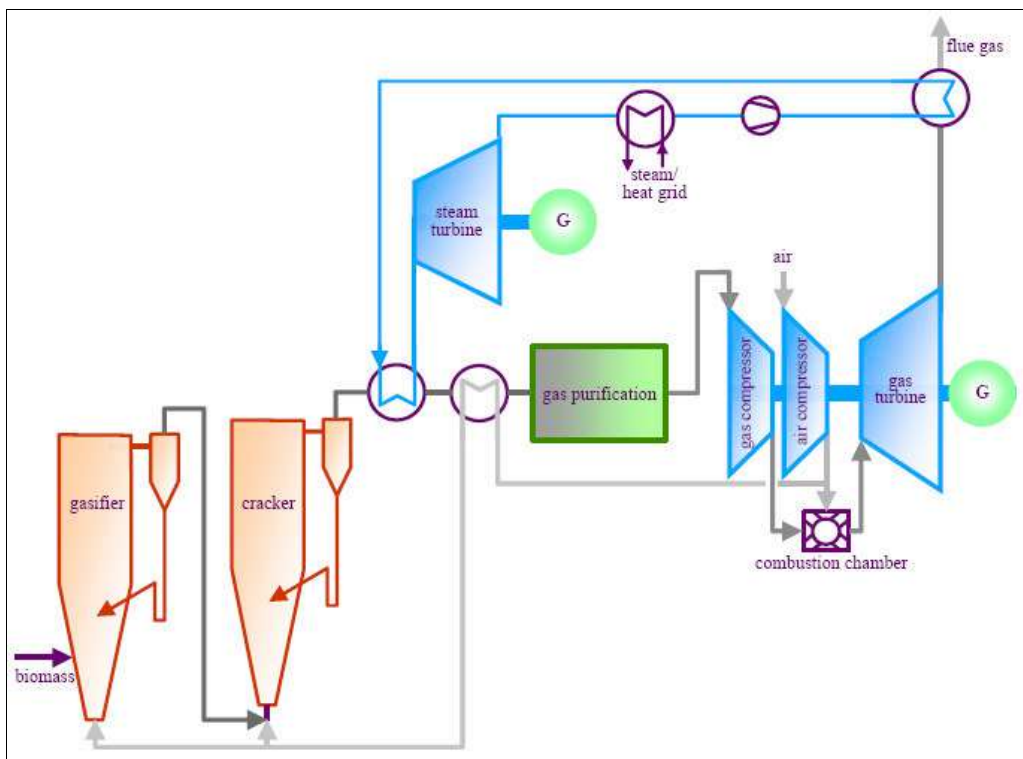 flue gas
steam/
heat grid
steam
turbine
G
air
gas compressor
air compressor
gas
turbine
G
gas purification
gasifier
cracker
combustion chamber
biomass